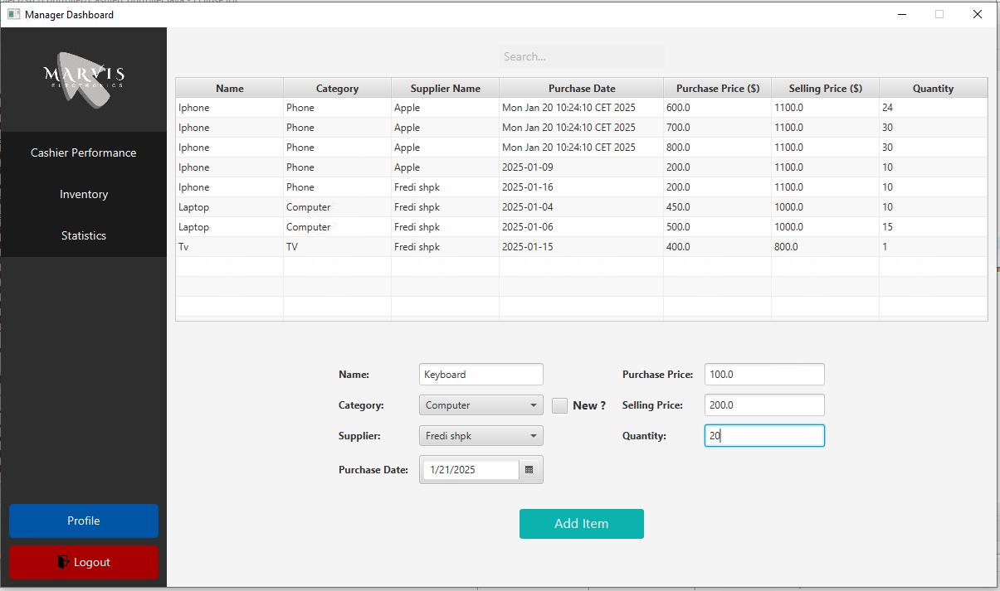 Manager Dashboard
MARVIS
ELECTRONICS
Cashier Performance
Inventory
Statistics
Profile
Logout
Search...
Name Category Supplier Name Purchase Date Purchase Price ($) Selling Price ($) Quantity
Iphone Phone Apple Mon Jan 20 10:24:10 CET 2025 600.0 1100.0 24
Iphone Phone Apple Mon Jan 20 10:24:10 CET 2025 700.0 1100.0 30
Iphone Phone Apple Mon Jan 20 10:24:10 CET 2025 800.0 1100.0 30
Iphone Phone Apple 2025-01-09 200.0 1100.0 10
Iphone Phone Fredi shpk 2025-01-16 200.0 1100.0 10
Laptop Computer Fredi shpk 2025-01-04 450.0 1000.0 10
Laptop Computer Fredi shpk 2025-01-06 500.0 1000.0 15
Tv TV Fredi shpk 2025-01-15 400.0 800.0 1
Name: Keyboard Purchase Price: 100.0
Category: Computer New ? Selling Price: 200.0
Supplier: Fredi shpk Quantity: 20
Purchase Date: 1/21/2025
Add Item